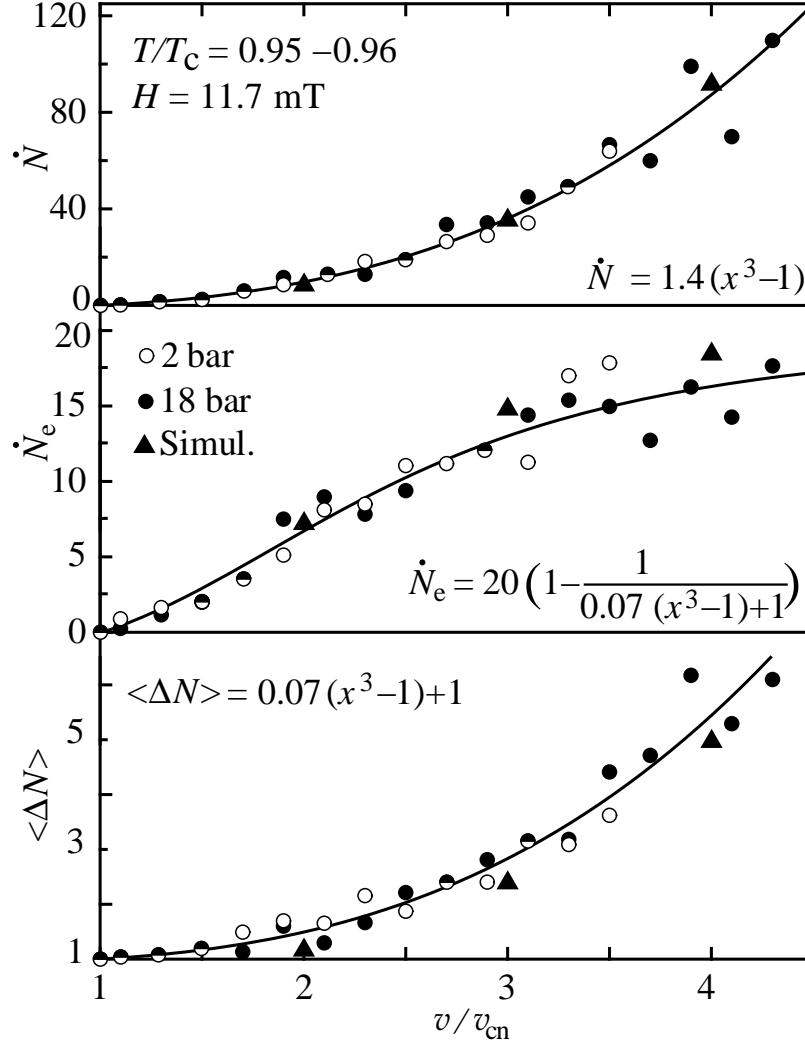 120
80
40
0
Ṅ
T/Tc = 0.95 –0.96
H = 11.7 mT
Ṅ = 1.4 (x³–1)
20
15
10
5
0
Ṅe
2 bar
18 bar
Simul.
Ṅe = 20 (1– 1 / 0.07 (x³–1)+1)
5
3
1
<ΔN>
<ΔN> = 0.07 (x³–1)+1
1 2 3 4
v/vcn